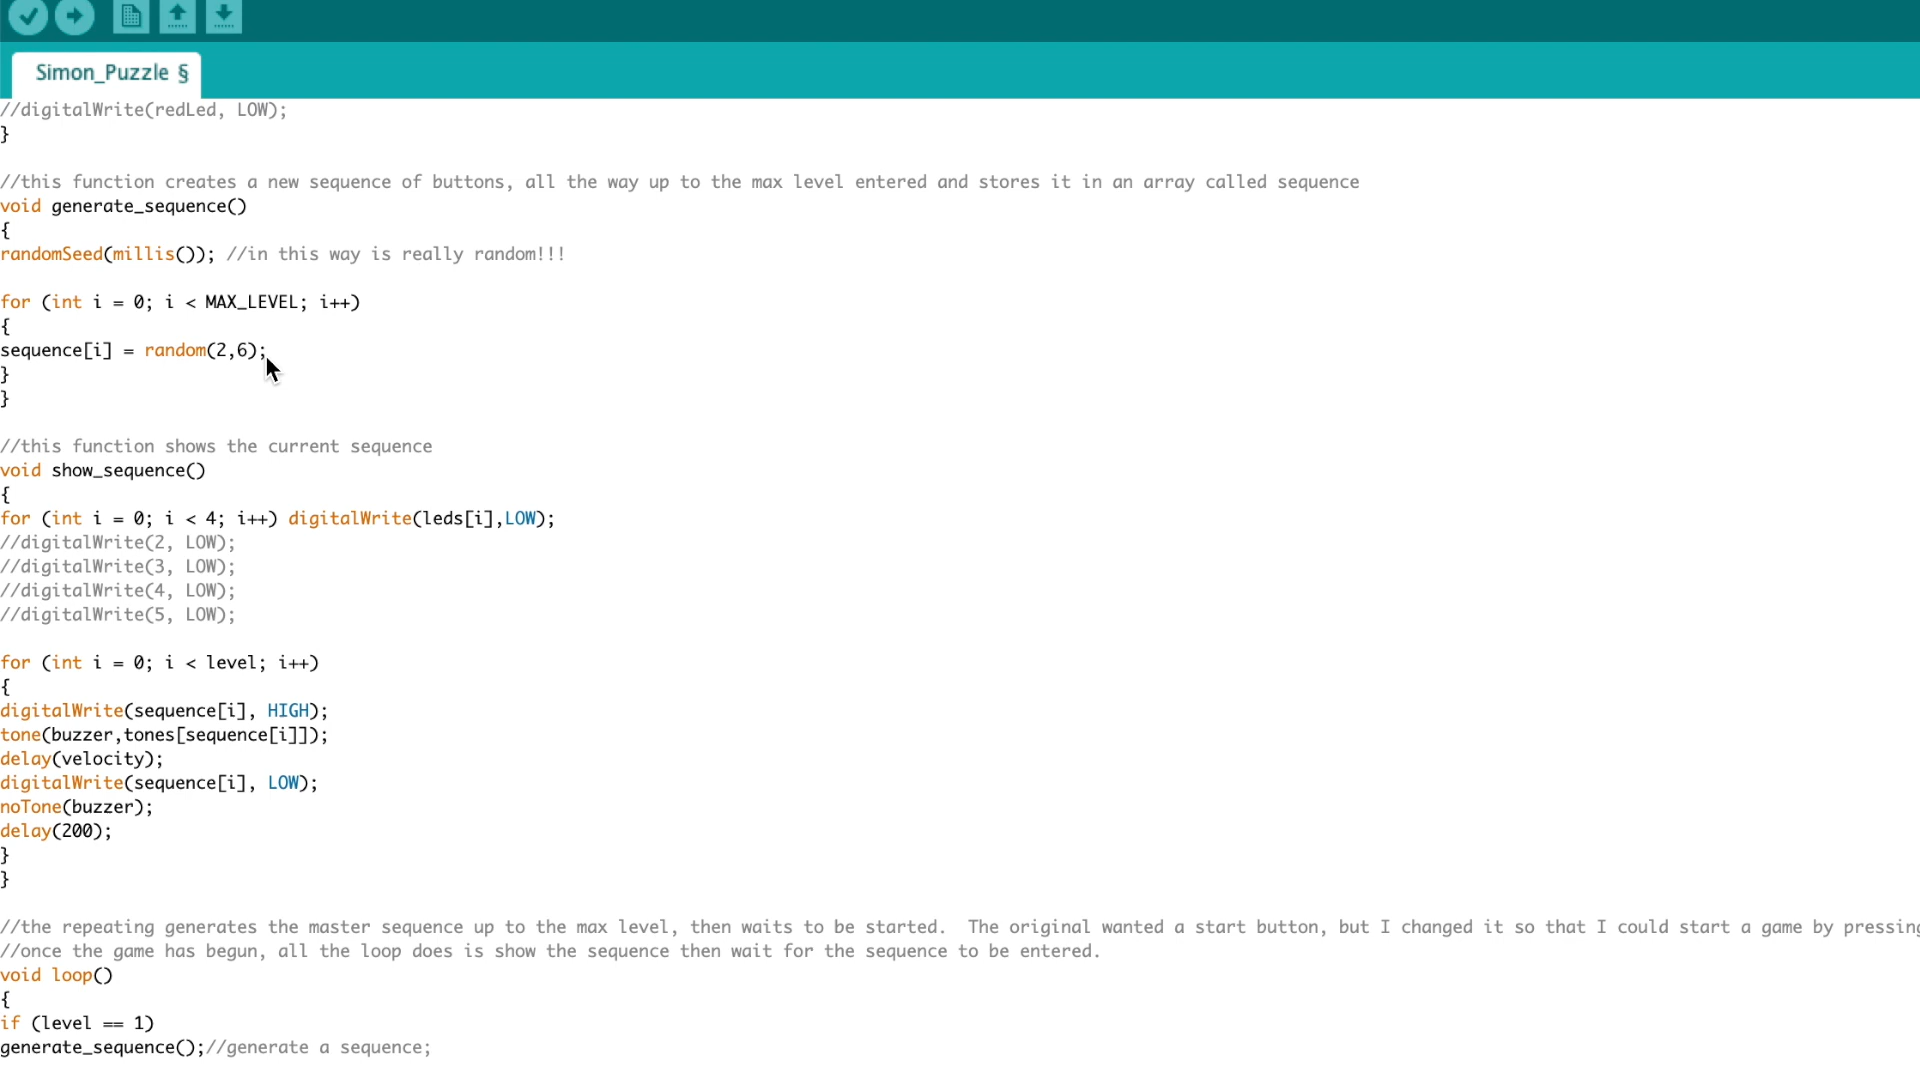 Simon_Puzzle §
//digitalWrite(redLed, LOW);
}
//this function creates a new sequence of buttons, all the way up to the max level entered and stores it in an array called sequence
void generate_sequence()
{
randomSeed(millis()); //in this way is really random!!!
for (int i = 0; i < MAX_LEVEL; i++)
{
sequence[i] = random(2,6);
}
}
//this function shows the current sequence
void show_sequence()
{
for (int i = 0; i < 4; i++) digitalWrite(leds[i],LOW);
//digitalWrite(2, LOW);
//digitalWrite(3, LOW);
//digitalWrite(4, LOW);
//digitalWrite(5, LOW);
for (int i = 0; i < level; i++)
{
digitalWrite(sequence[i], HIGH);
tone(buzzer,tones[sequence[i]]);
delay(velocity);
digitalWrite(sequence[i], LOW);
noTone(buzzer);
delay(200);
}
}
//the repeating generates the master sequence up to the max level, then waits to be started.  The original wanted a start button, but I changed it so that I could start a game by pressing
//once the game has begun, all the loop does is show the sequence then wait for the sequence to be entered.
void loop()
{
if (level == 1)
generate_sequence();//generate a sequence;